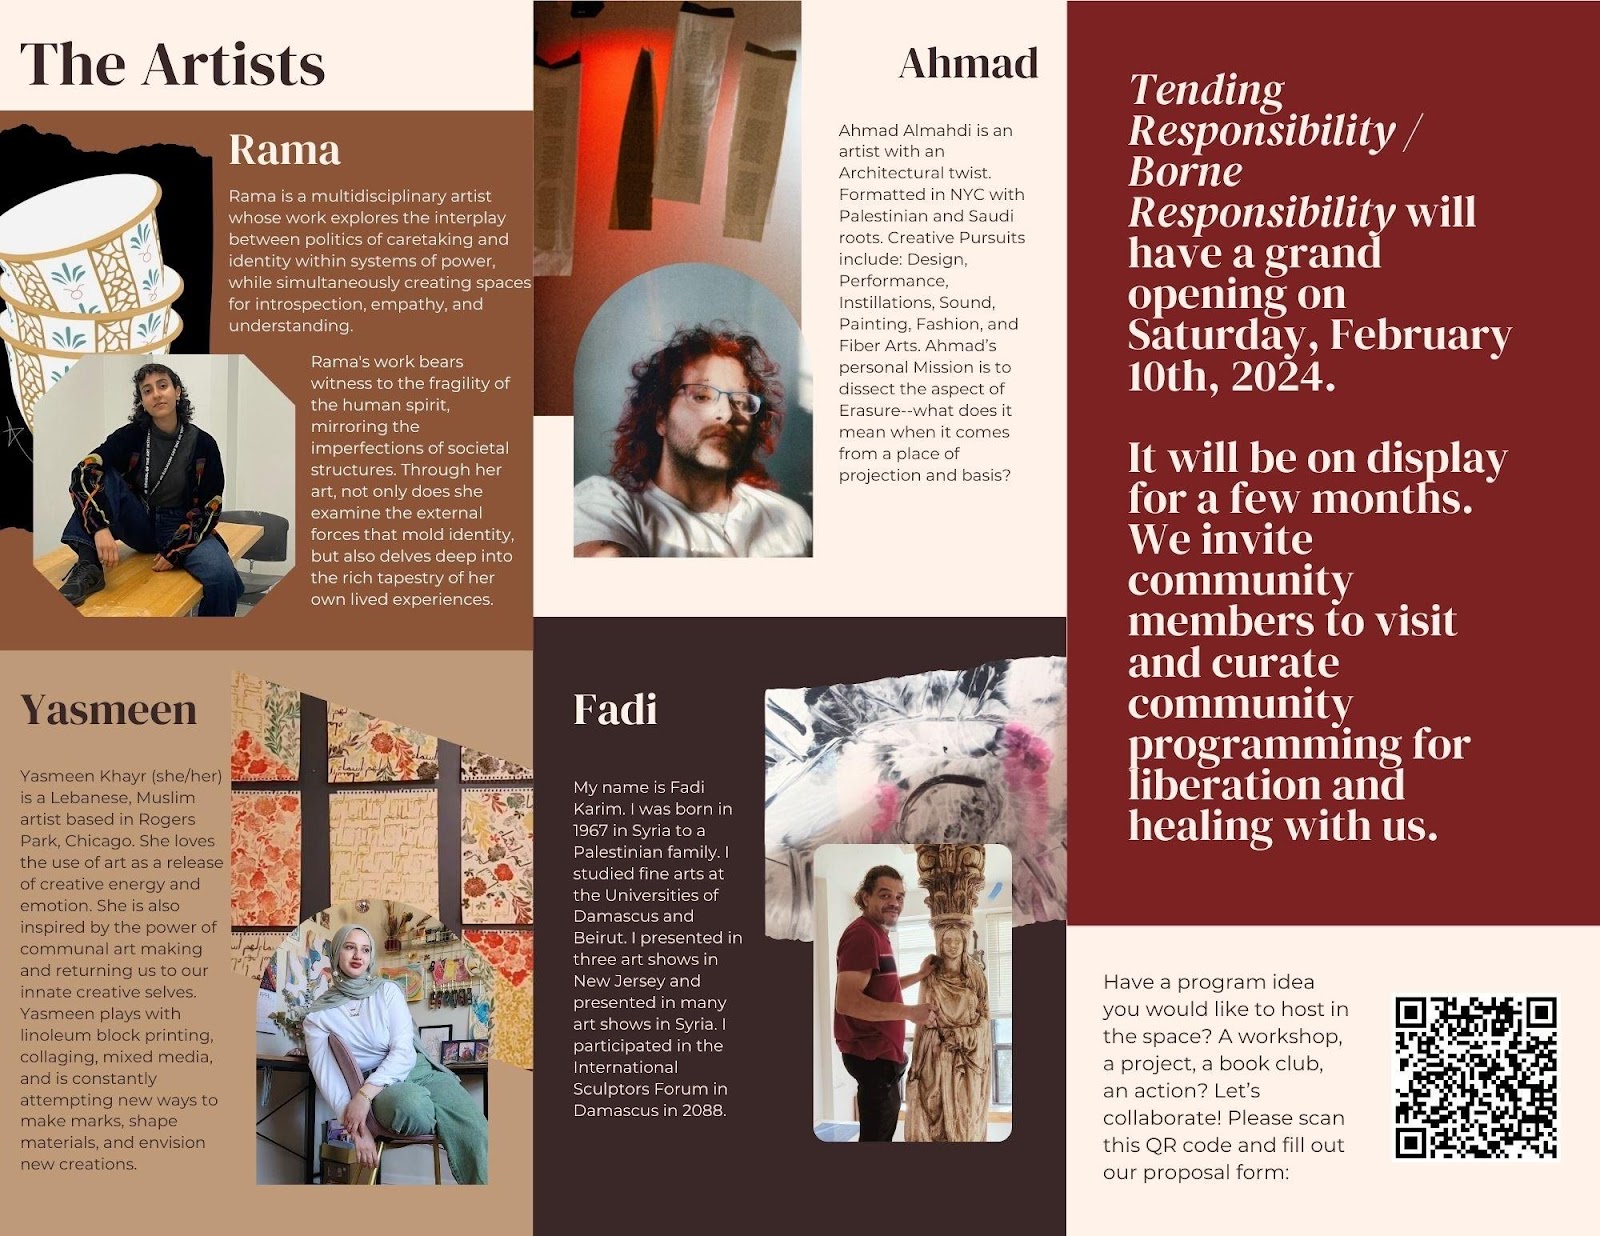 The Artists
Rama
Rama is a multidisciplinary artist
whose work explores the interplay
between politics of caretaking and
identity within systems of power,
while simultaneously creating spaces
for introspection, empathy, and
understanding.
Rama's work bears
witness to the fragility of
the human spirit,
mirroring the
imperfections of societal
structures. Through her
art, not only does she
examine the external
forces that mold identity,
but also delves deep into
the rich tapestry of her
own lived experiences.
Yasmeen
Yasmeen Khayr (she/her)
is a Lebanese, Muslim
artist based in Rogers
Park, Chicago. She loves
the use of art as a release
of creative energy and
emotion. She is also
inspired by the power of
communal art making
and returning us to our
innate creative selves.
Yasmeen plays with
linoleum block printing,
collaging, mixed media,
and is constantly
attempting new ways to
make marks, shape
materials, and envision
new creations.
Ahmad
Ahmad Almahdi is an
artist with an
Architectural twist.
Formatted in NYC with
Palestinian and Saudi
roots. Creative Pursuits
include: Design,
Performance,
Instillations, Sound,
Painting, Fashion, and
Fiber Arts. Ahmad’s
personal Mission is to
dissect the aspect of
Erasure--what does it
mean when it comes
from a place of
projection and basis?
Fadi
My name is Fadi
Karim. I was born in
1967 in Syria to a
Palestinian family. I
studied fine arts at
the Universities of
Damascus and
Beirut. I presented in
three art shows in
New Jersey and
presented in many
art shows in Syria. I
participated in the
International
Sculptors Forum in
Damascus in 2088.
Tending
Responsibility /
Borne
Responsibility will
have a grand
opening on
Saturday, February
10th, 2024.
It will be on display
for a few months.
We invite
community
members to visit
and curate
community
programming for
liberation and
healing with us.
Have a program idea
you would like to host in
the space? A workshop,
a project, a book club,
an action? Let’s
collaborate! Please scan
this QR code and fill out
our proposal form: